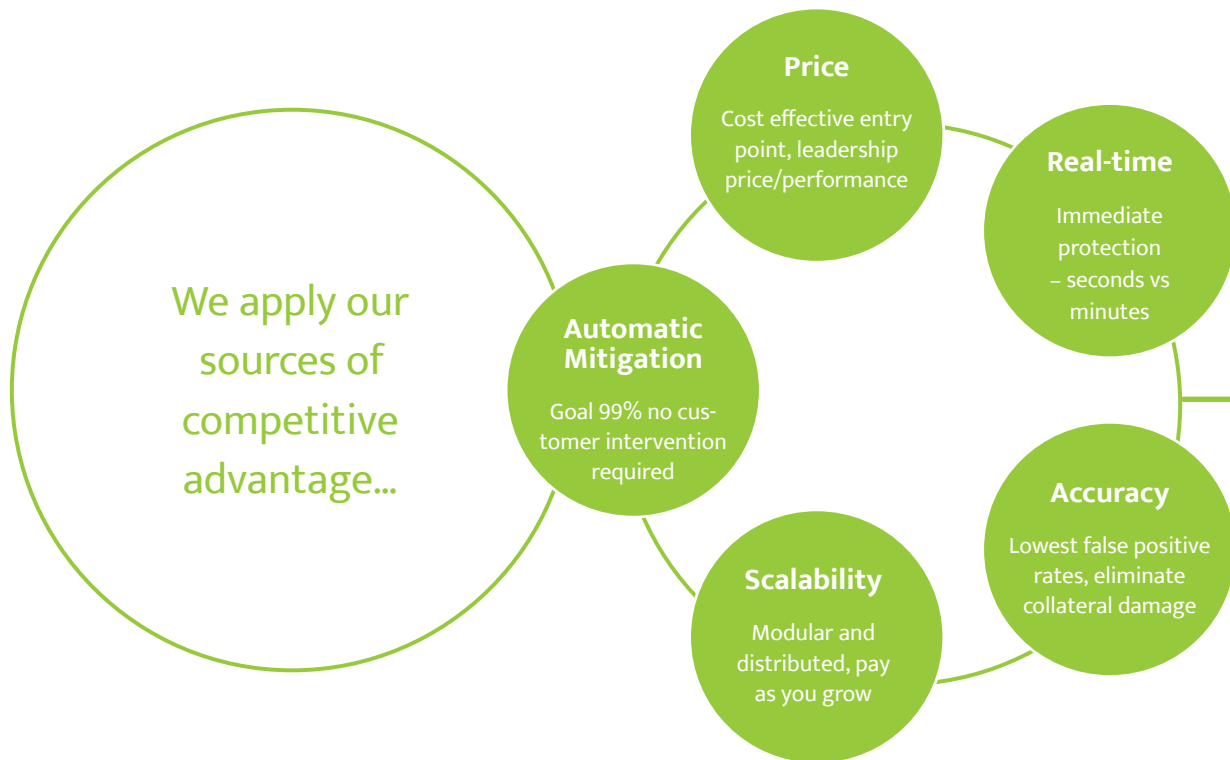 We apply our
sources of
competitive
advantage...
Price
Cost effective entry
point, leadership
price/performance
Real-time
Immediate
protection
– seconds vs
minutes
Automatic
Mitigation
Goal 99% no cus-
tomer intervention
required
Accuracy
Lowest false positive
rates, eliminate
collateral damage
Scalability
Modular and
distributed, pay
as you grow